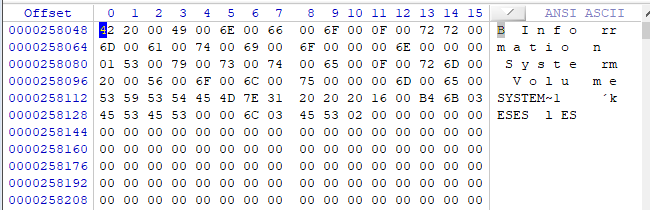 Offset 0 1 2 3 4 5 6 7 8 9 10 11 12 13 14 15 ANSI ASCII
0000258048 42 20 00 49 00 6E 00 66 00 6F 00 0F 00 72 72 00 B I n f o rr
0000258064 6D 00 61 00 74 00 69 00 6F 00 00 00 6E 00 00 00 m a t i o n
0000258080 01 53 00 79 00 73 00 74 00 65 00 0F 00 72 6D 00 S y s t e rm
0000258096 20 00 56 00 6F 00 6C 00 75 00 00 00 6D 00 65 00 V o l u m e
0000258112 53 59 53 54 45 4D 7E 31 20 20 20 16 00 B4 6B 03 SYSTEM~1 ´k
0000258128 45 53 45 53 00 00 6C 03 45 53 02 00 00 00 00 00 ESES l ES
0000258144 00 00 00 00 00 00 00 00 00 00 00 00 00 00 00 00
0000258160 00 00 00 00 00 00 00 00 00 00 00 00 00 00 00 00
0000258176 00 00 00 00 00 00 00 00 00 00 00 00 00 00 00 00
0000258192 00 00 00 00 00 00 00 00 00 00 00 00 00 00 00 00
0000258208 00 00 00 00 00 00 00 00 00 00 00 00 00 00 00 00